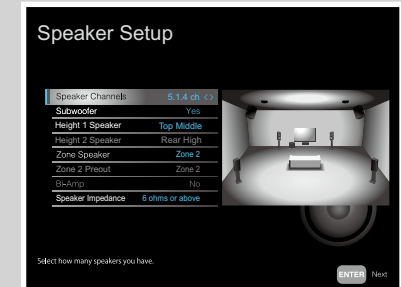 Speaker Setup
Speaker Channels 5.1.4 ch < >
Subwoofer Yes
Height 1 Speaker Top Middle
Height 2 Speaker Rear High
Zone Speaker Zone 2
Zone 2 Preout Zone 2
Bi-Amp No
Speaker Impedance 6 ohms or above
Select how many speakers you have.
ENTER Next